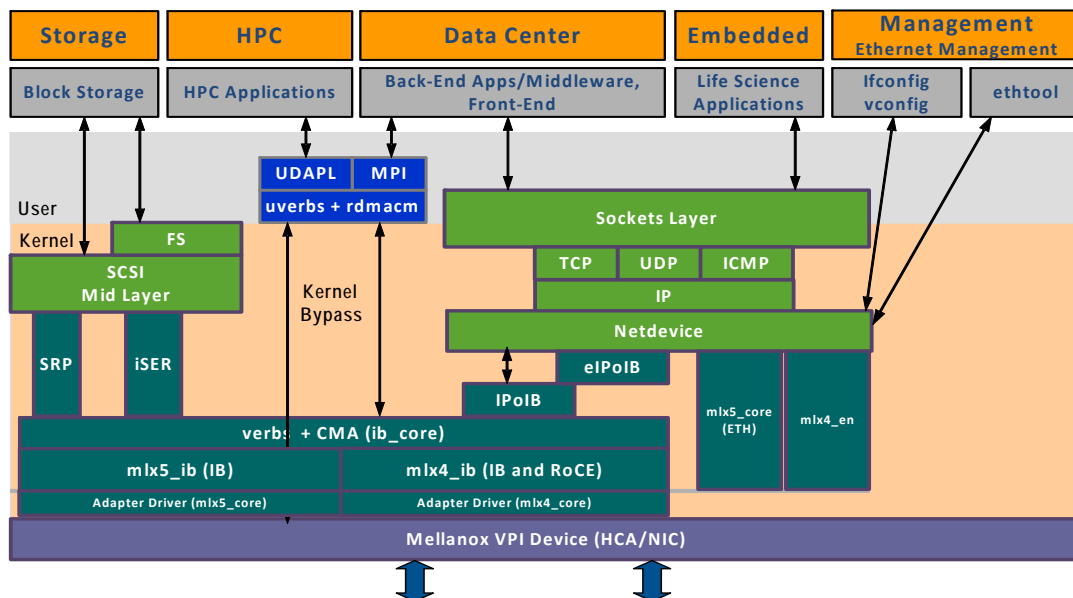 Storage
HPC
Data Center
Embedded
Management
Ethernet Management
Block Storage
HPC Applications
Back-End Apps/Middleware,
Front-End
Life Science
Applications
Ifconfig
vconfig
ethtool
UDAPL
MPI
uverbs + rdmacm
User
Kernel
FS
SCSI
Mid Layer
Sockets Layer
TCP
UDP
ICMP
IP
Kernel
Bypass
Netdevice
SRP
iSER
eIPoIB
IPoIB
mlx5_core
(ETH)
mlx4_en
verbs + CMA (ib_core)
mlx5_ib (IB)
mlx4_ib (IB and RoCE)
Adapter Driver (mlx5_core)
Adapter Driver (mlx4_core)
Mellanox VPI Device (HCA/NIC)